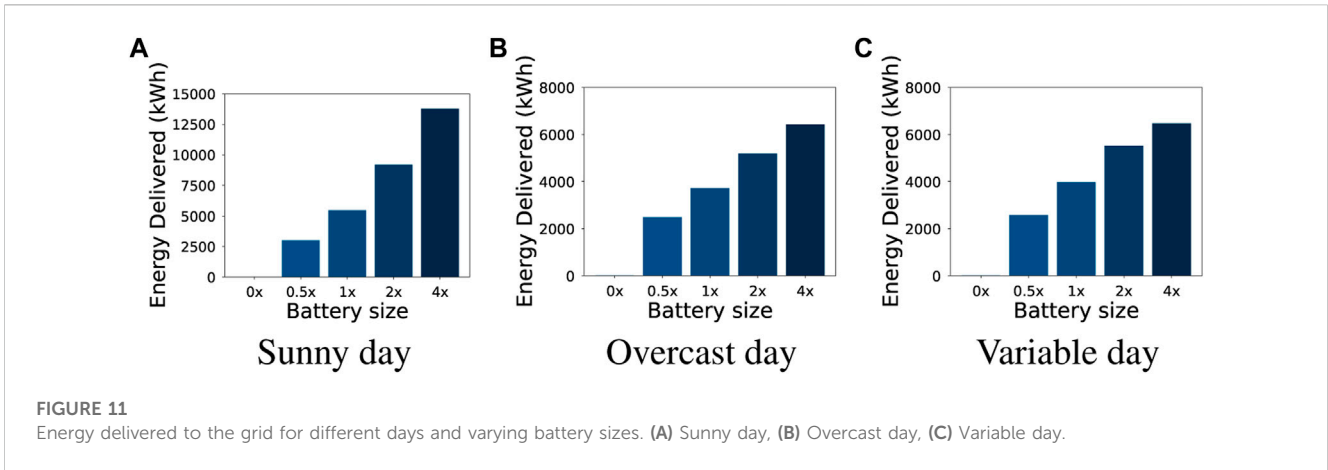 A
Energy Delivered (kWh)
15000
12500
10000
7500
5000
2500
0
0x 0.5x 1x 2x 4x
Battery size
Sunny day
B
Energy Delivered (kWh)
8000
6000
4000
2000
0
0x 0.5x 1x 2x 4x
Battery size
Overcast day
C
Energy Delivered (kWh)
8000
6000
4000
2000
0
0x 0.5x 1x 2x 4x
Battery size
Variable day
FIGURE 11
Energy delivered to the grid for different days and varying battery sizes. (A) Sunny day, (B) Overcast day, (C) Variable day.